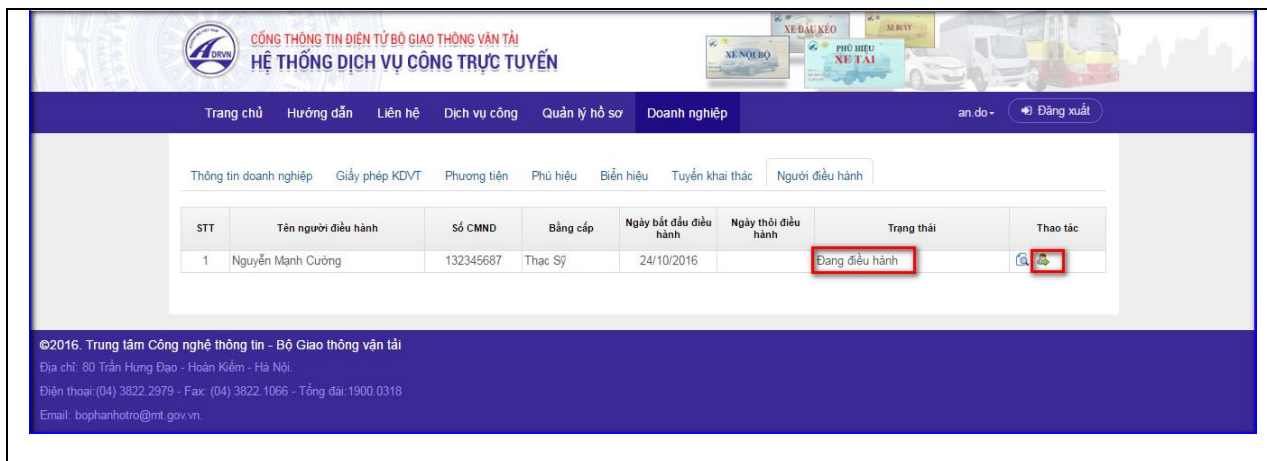 CỔNG THÔNG TIN ĐIỆN TỬ BỘ GIAO THÔNG VẬN TẢI
HỆ THỐNG DỊCH VỤ CÔNG TRỰC TUYẾN
DRVN
XE NỘI BỘ
XE ĐẦU KÉO
PHÙ HIỆU
XE TẢI
XE BUÝT
Trang chủ Hướng dẫn Liên hệ Dịch vụ công Quản lý hồ sơ Doanh nghiệp an.do Đăng xuất
Thông tin doanh nghiệp Giấy phép KDVT Phương tiện Phù hiệu Biển hiệu Tuyến khai thác Người điều hành
STT Tên người điều hành Số CMND Bằng cấp Ngày bắt đầu điều hành Ngày thôi điều hành Trạng thái Thao tác
1 Nguyễn Mạnh Cường 132345687 Thạc Sỹ 24/10/2016 Đang điều hành
©2016. Trung tâm Công nghệ thông tin - Bộ Giao thông vận tải
Địa chỉ: 80 Trần Hưng Đạo - Hoàn Kiếm - Hà Nội.
Điện thoại:(04) 3822.2979 - Fax: (04) 3822.1066 - Tổng đài:1900.0318
Email: bophanhotro@mt.gov.vn.